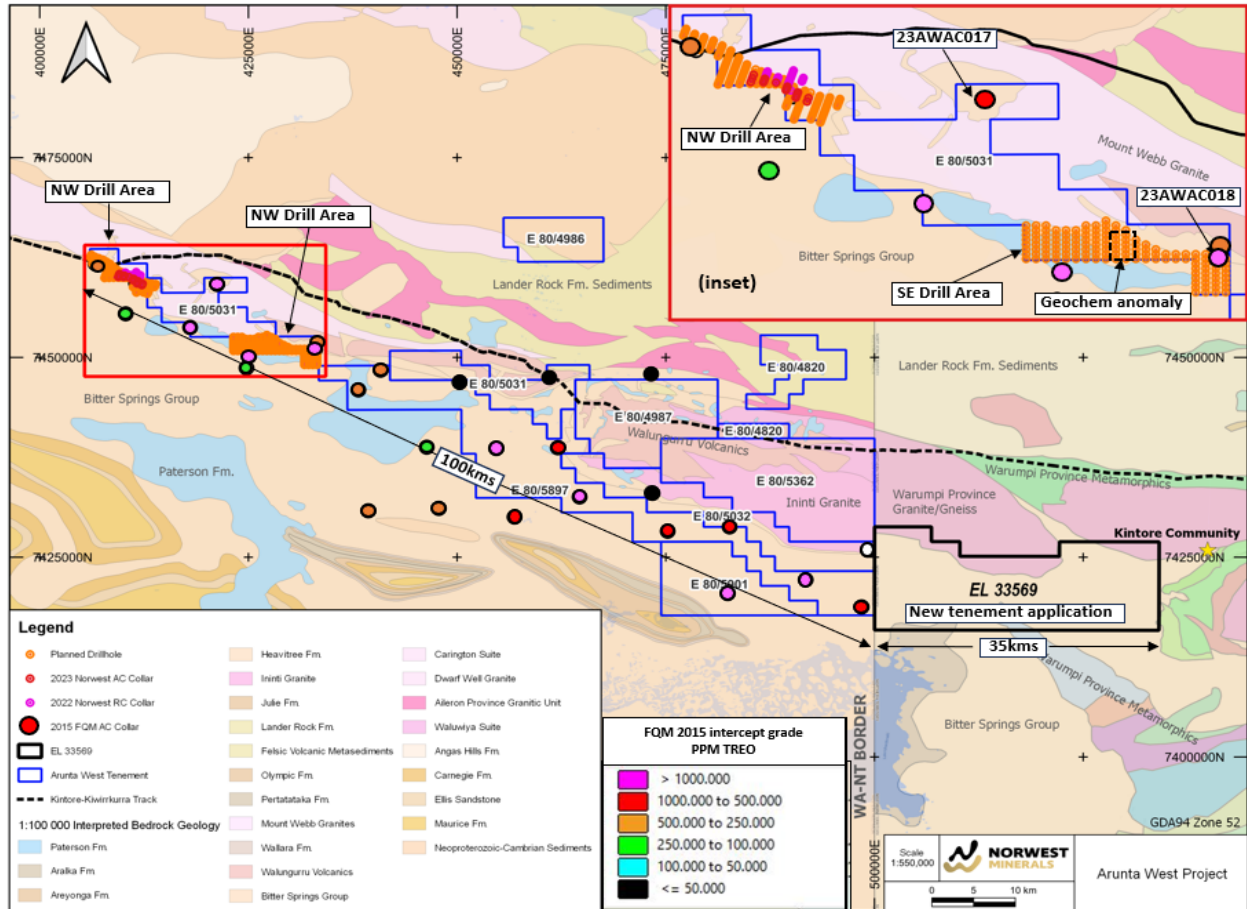 400000E
425000E
450000E
475000E
7475000N
NW Drill Area
NW Drill Area
E 80/4986
Lander Rock Fm. Sediments
E 80/5031
7450000N
7450000N
Bitter Springs Group
E 80/5031
E 80/4820
Lander Rock Fm. Sediments
E 80/4987
E 80/4820
Walungurru Volcanics
Paterson Fm.
100kms
E 80/5897
E 80/5362
Ininti Granite
Warumpi Province Metamorphics
Warumpi Province
Granite/Gneiss
E 80/5032
Kintore Community
7425000N
7425000N
E 80/5901
EL 33569
New tenement application
35kms
Warumpi Province Metamorphics
Bitter Springs Group
WA-NT BORDER
7400000N
GDA94 Zone 52
500000E
23AWAC017
NW Drill Area
E 80/5031
Mount Webb Granite
23AWAC018
Bitter Springs Group
(inset)
SE Drill Area
Geochem anomaly
Legend
Planned Drillhole
2023 Norwest AC Collar
2022 Norwest RC Collar
2015 FQM AC Collar
EL 33569
Arunta West Tenement
Kintore-Kiwirrkurra Track
1:100 000 Interpreted Bedrock Geology
Paterson Fm.
Aralka Fm.
Areyonga Fm.
Heavitree Fm.
Ininti Granite
Julie Fm.
Lander Rock Fm.
Felsic Volcanic Metasediments
Olympic Fm.
Pertatataka Fm.
Mount Webb Granites
Wallara Fm.
Walungurru Volcanics
Bitter Springs Group
Carington Suite
Dwarf Well Granite
Aileron Province Granitic Unit
Waluwiya Suite
Angas Hills Fm.
Carnegie Fm.
Ellis Sandstone
Maurice Fm.
Neoproterozoic-Cambrian Sediments
FQM 2015 intercept grade
PPM TREO
> 1000.000
1000.000 to 500.000
500.000 to 250.000
250.000 to 100.000
100.000 to 50.000
<= 50.000
Scale
1:550,000
NORWEST
MINERALS
0 5 10 km
Arunta West Project